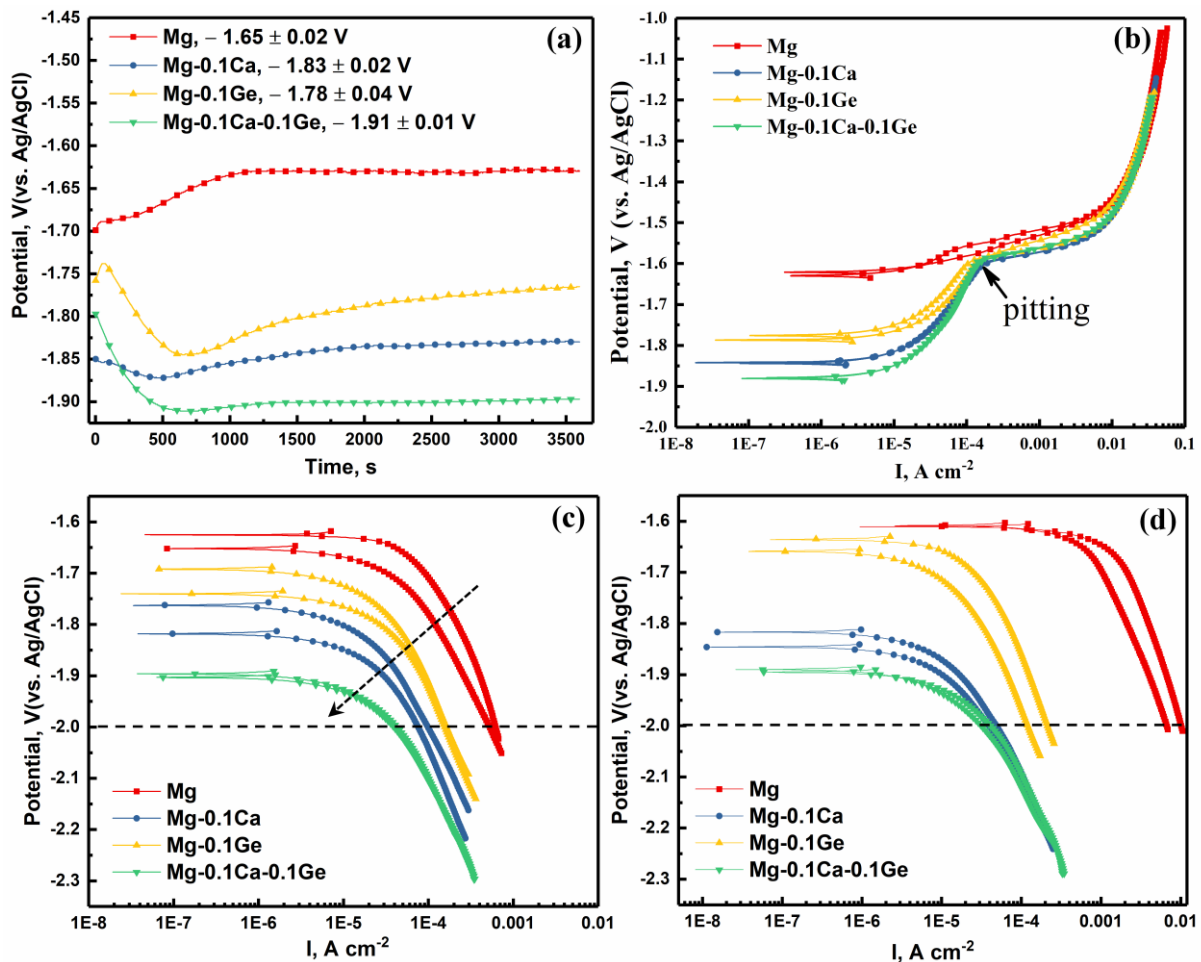 (a)
Mg, – 1.65 ± 0.02 V
Mg-0.1Ca, – 1.83 ± 0.02 V
Mg-0.1Ge, – 1.78 ± 0.04 V
Mg-0.1Ca-0.1Ge, – 1.91 ± 0.01 V
-1.45
-1.50
-1.55
-1.60
-1.65
-1.70
-1.75
-1.80
-1.85
-1.90
Potential, V(vs. Ag/AgCl)
0 500 1000 1500 2000 2500 3000 3500
Time, s
(b)
Mg
Mg-0.1Ca
Mg-0.1Ge
Mg-0.1Ca-0.1Ge
pitting
-1.0
-1.1
-1.2
-1.3
-1.4
-1.5
-1.6
-1.7
-1.8
-1.9
-2.0
Potential, V (vs. Ag/AgCl)
1E-8 1E-7 1E-6 1E-5 1E-4 0.001 0.01 0.1
I, A cm-2
(c)
-1.6
-1.7
-1.8
-1.9
-2.0
-2.1
-2.2
-2.3
Potential, V(vs. Ag/AgCl)
Mg
Mg-0.1Ca
Mg-0.1Ge
Mg-0.1Ca-0.1Ge
1E-8 1E-7 1E-6 1E-5 1E-4 0.001 0.01
I, A cm-2
(d)
-1.6
-1.7
-1.8
-1.9
-2.0
-2.1
-2.2
-2.3
Potential, V(vs. Ag/AgCl)
Mg
Mg-0.1Ca
Mg-0.1Ge
Mg-0.1Ca-0.1Ge
1E-8 1E-7 1E-6 1E-5 1E-4 0.001 0.01
I, A cm-2